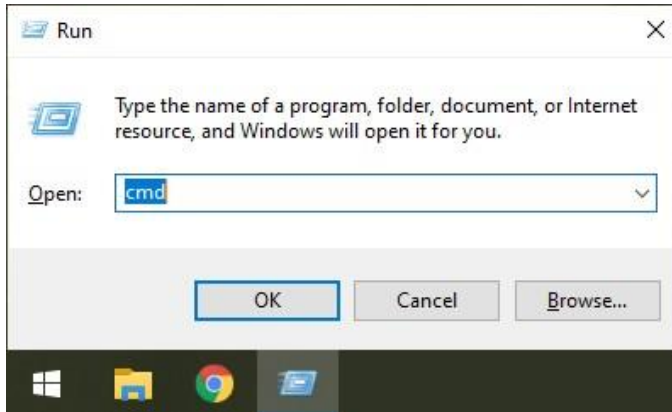 Run
Type the name of a program, folder, document, or Internet
resource, and Windows will open it for you.
Open: cmd
OK Cancel Browse...